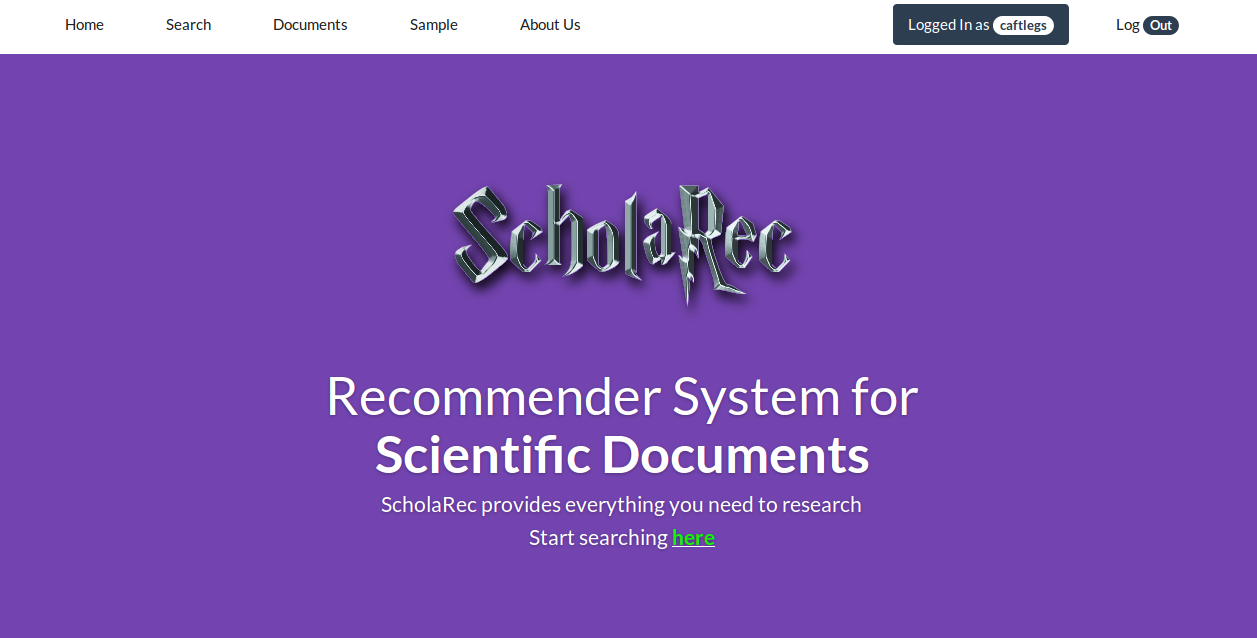 Home Search Documents Sample About Us Logged In as caftlegs Log Out
ScholaRec
Recommender System for
Scientific Documents
ScholaRec provides everything you need to research
Start searching here